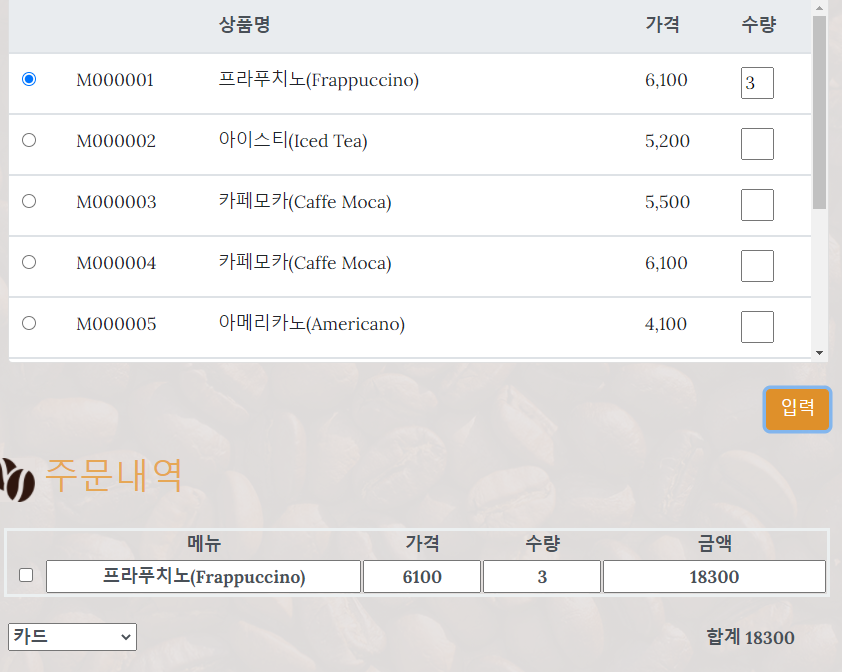 상품명 가격 수량
M000001 프라푸치노(Frappuccino) 6,100 3
M000002 아이스티(Iced Tea) 5,200
M000003 카페모카(Caffe Moca) 5,500
M000004 카페모카(Caffe Moca) 6,100
M000005 아메리카노(Americano) 4,100
입력
주문내역
메뉴 가격 수량 금액
프라푸치노(Frappuccino) 6100 3 18300
카드 합계 18300